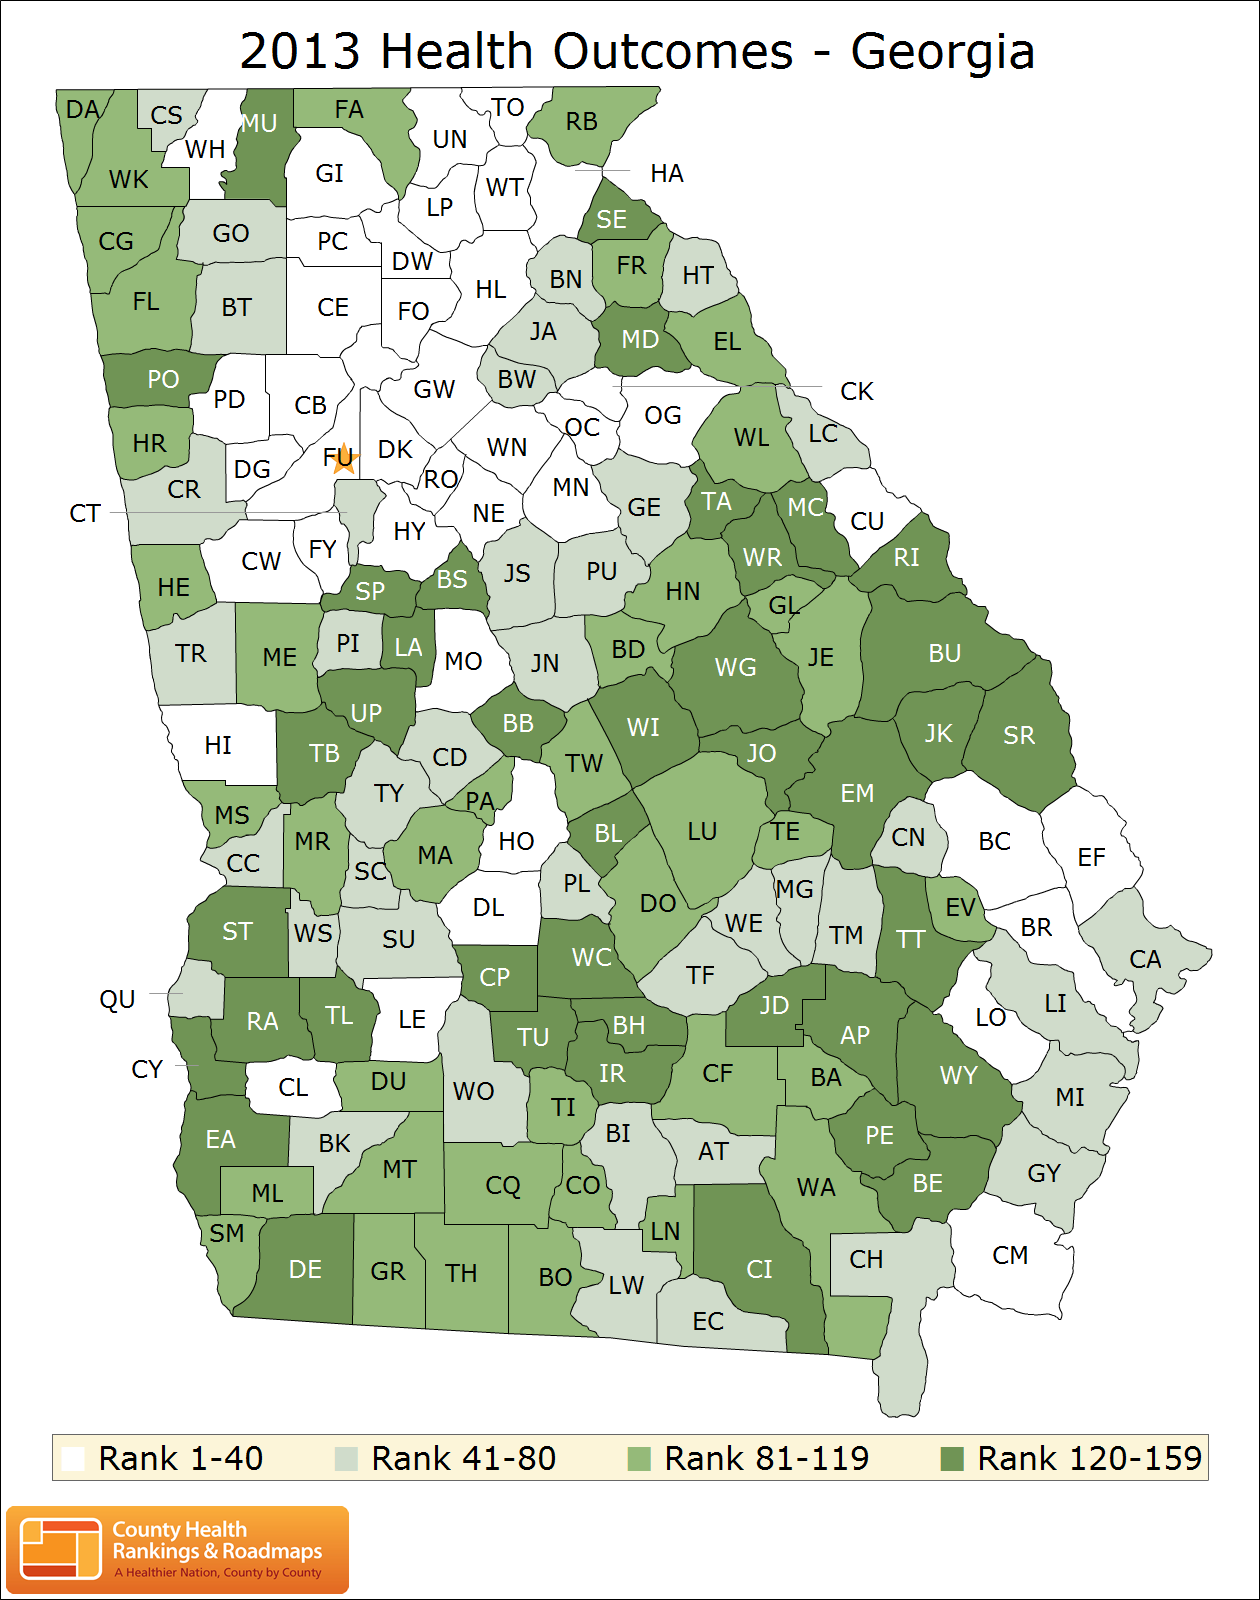 2013 Health Outcomes - Georgia
DA
CS
MU
FA
TO
RB
WH
UN
WK
GI
WT
HA
LP
SE
CG
GO
PC
DW
FR
HT
BN
HL
FL
BT
CE
FO
JA
MD
EL
PO
BW
GW
CK
PD
CB
OG
HR
OC
WL
LC
DK
WN
FU
DG
RO
MN
CR
TA
GE
MC
CT
NE
CU
HY
FY
CW
WR
RI
JS
PU
BS
HE
SP
HN
GL
PI
LA
BD
TR
ME
MO
JN
WG
JE
BU
UP
BB
WI
HI
TB
CD
TW
JO
JK
SR
TY
PA
EM
MS
MR
HO
BL
LU
TE
CN
BC
CC
SC
MA
EF
PL
MG
DL
DO
EV
ST
WS
SU
WE
TM
TT
BR
WC
CA
CP
TF
QU
RA
TL
LE
JD
LI
LO
TU
BH
AP
CY
CL
DU
WO
IR
CF
BA
WY
TI
MI
EA
BK
BI
AT
PE
MT
ML
CQ
CO
WA
BE
GY
SM
LN
DE
GR
TH
BO
LW
CI
CH
CM
EC
Rank 1-40
Rank 41-80
Rank 81-119
Rank 120-159
County Health
Rankings & Roadmaps
A Healthier Nation, County by County